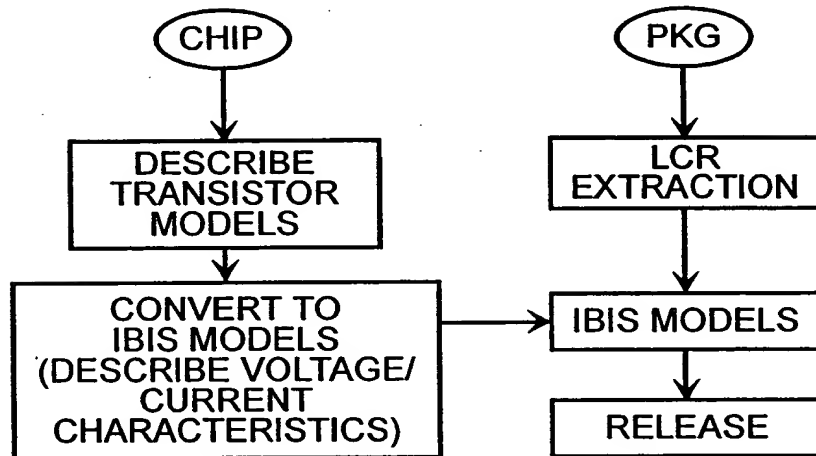 CHIP
DESCRIBE
TRANSISTOR
MODELS
CONVERT TO
IBIS MODELS
(DESCRIBE VOLTAGE/
CURRENT
CHARACTERISTICS)
PKG
LCR
EXTRACTION
IBIS MODELS
RELEASE